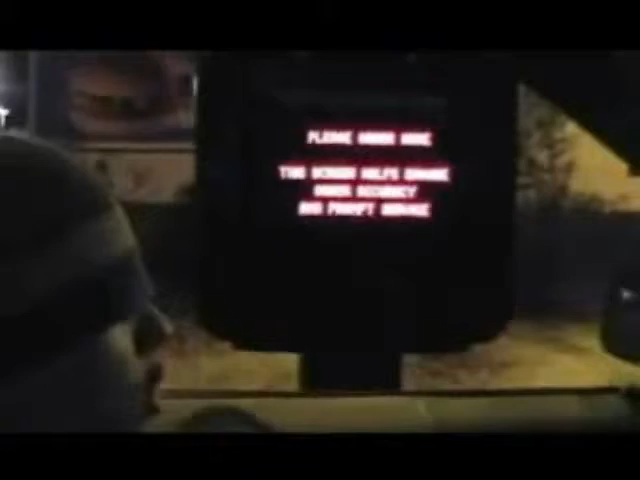 PLEASE ORDER HERE
THIS SCREEN HELPS ENSURE
ORDER ACCURACY
AND PROMPT SERVICE